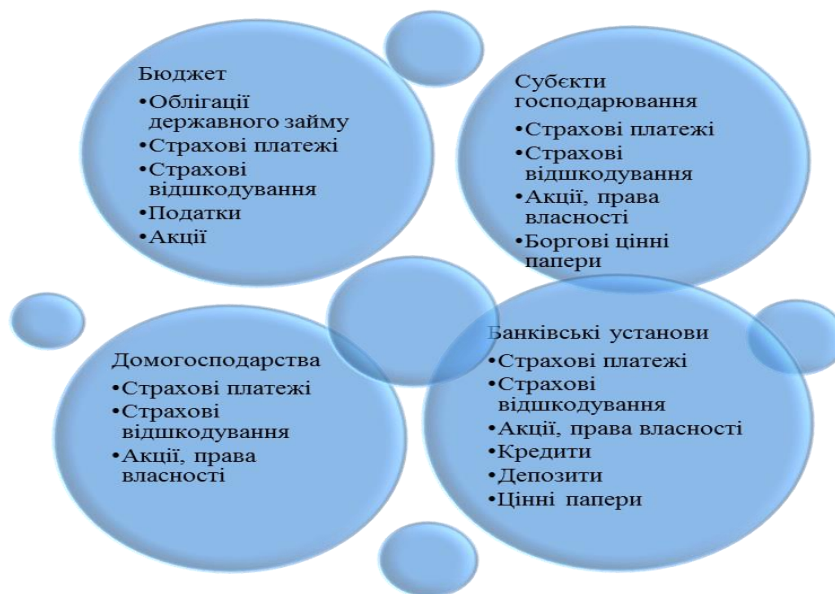 Бюджет
•Облігації
державного займу
•Страхові платежі
•Страхові
відшкодування
•Податки
•Акції
Субєкти
господарювання
•Страхові платежі
•Страхові
відшкодування
•Акції, права
власності
•Боргові цінні
папери
Домогосподарства
•Страхові платежі
•Страхові
відшкодування
•Акції, права
власності
Банківські установи
•Страхові платежі
•Страхові
відшкодування
•Акції, права власності
•Кредити
•Депозити
•Цінні папери